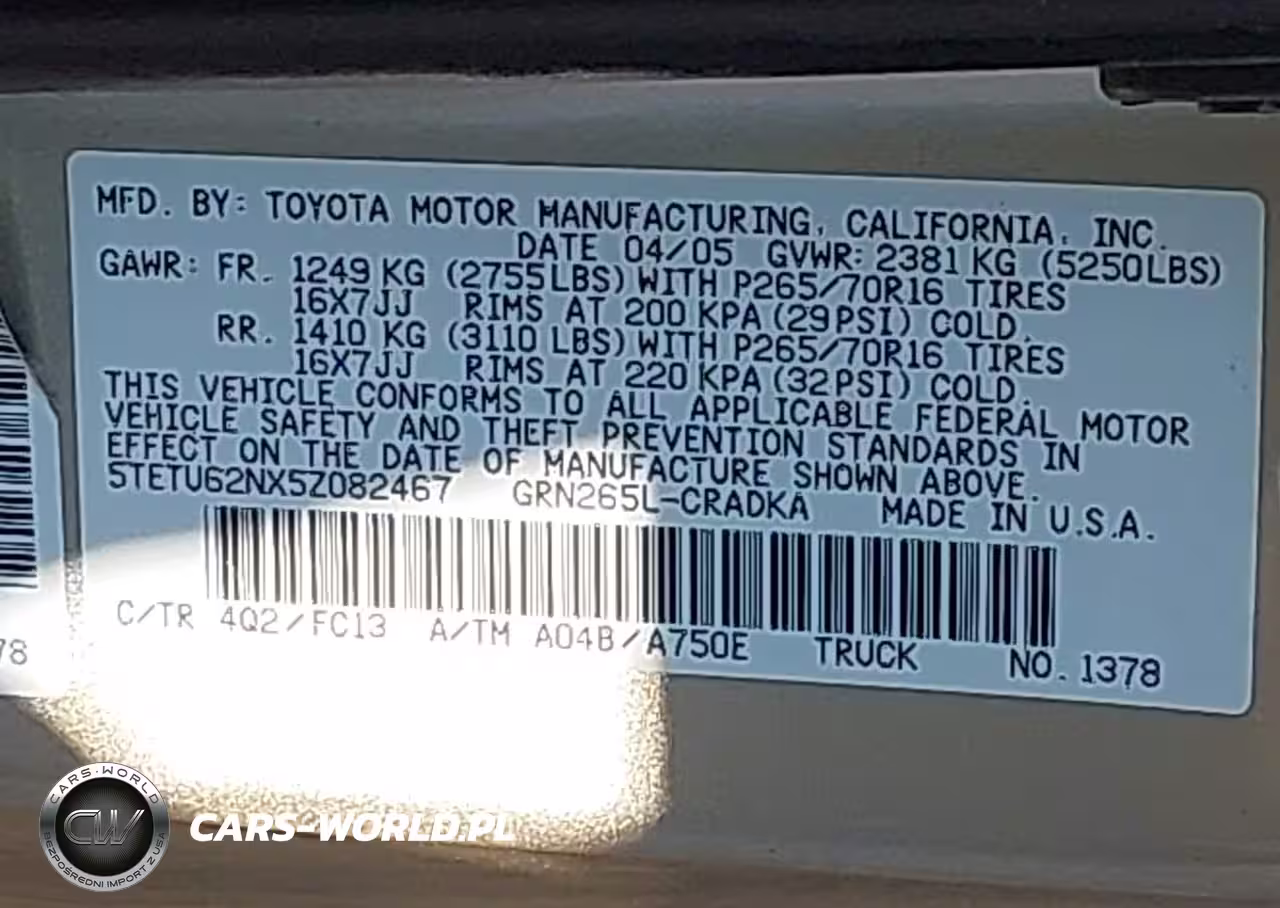 MFD. BY: TOYOTA MOTOR MANUFACTURING, CALIFORNIA, INC.
DATE 04/05 GVWR: 2381 KG (5250LBS)
GAWR: FR. 1249 KG (2755LBS) WITH P265/70R16 TIRES
16X7JJ RIMS AT 200 KPA (29PSI) COLD.
RR. 1410 KG (3110 LBS) WITH P265/70R16 TIRES
16X7JJ RIMS AT 220 KPA (32PSI) COLD.
THIS VEHICLE CONFORMS TO ALL APPLICABLE FEDERAL MOTOR
VEHICLE SAFETY AND THEFT PREVENTION STANDARDS IN
EFFECT ON THE DATE OF MANUFACTURE SHOWN ABOVE.
5TETU62NX5Z082467 GRN265L-CRADKA MADE IN U.S.A.
C/TR 4Q2/FC13 A/TM A04B/A750E TRUCK NO. 1378
78
CARS-WORLD
CW
BEZPOŚREDNI IMPORT Z USA
CARS-WORLD.PL